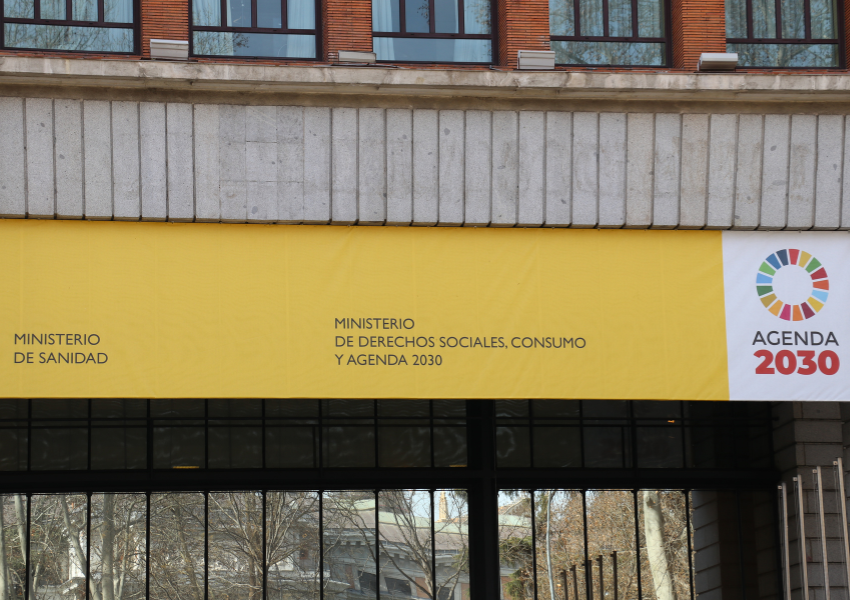 MINISTERIO
DE SANIDAD
MINISTERIO
DE DERECHOS SOCIALES, CONSUMO
Y AGENDA 2030
AGENDA
2030